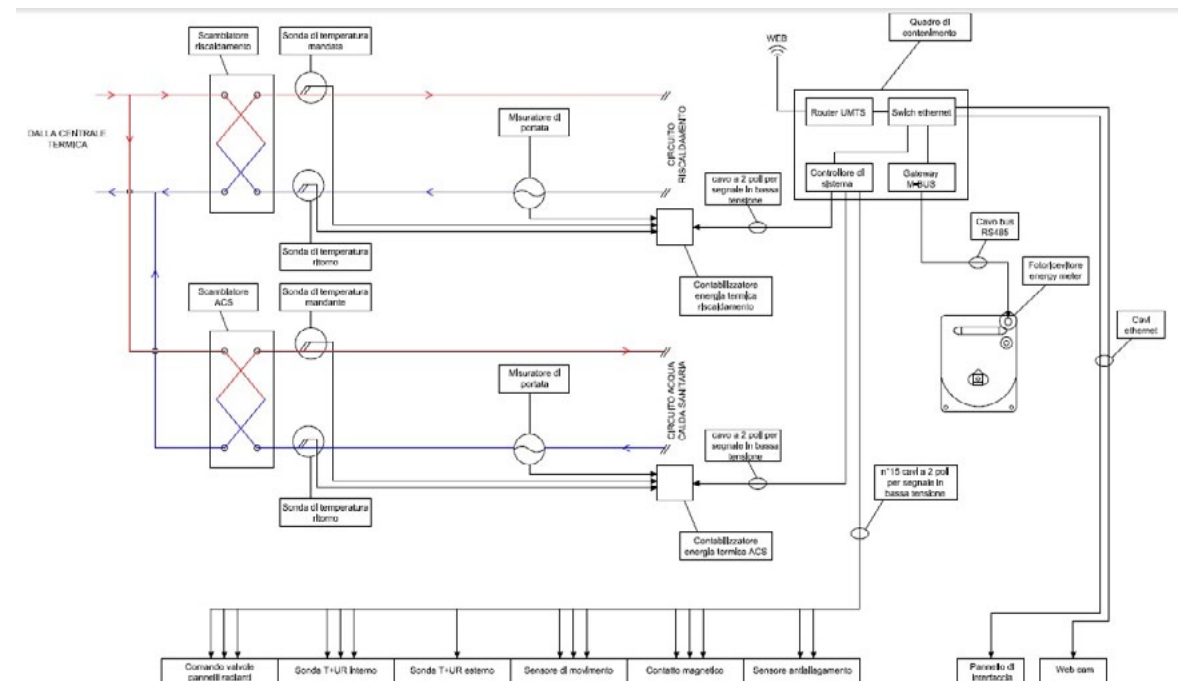 Scambiatore
riscaldamento
Sonda di temperatura
mandata
WEB
Quadro di
contenimento
Router UMTS
Swich ethernet
Misuratore di
portata
DALLA CENTRALE
TERMICA
CIRCUITO
RISCALDAMENTO
cavo a 2 poli per
segnale in bassa
tensione
Controllore di
sistema
Gateway
M-BUS
Cavo bus
RS485
Sonda di temperatura
ritorno
Fotoricevitore
energy meter
Scambiatore
ACS
Sonda di temperatura
mandante
Contabilizzatore
energia termica
riscaldamento
Cavi
ethernet
Misuratore di
portata
CIRCUITO ACQUA
CALDA SANITARIA
cavo a 2 poli per
segnale in bassa
tensione
n°15 cavi a 2 poli
per segnale in
bassa tensione
Sonda di temperatura
ritorno
Contabilizzatore
energia termica ACS
Comando valvole
pannelli radianti
Sonda T+UR interno
Sonda T+UR esterno
Sensore di movimento
Contatto magnetico
Sensore antiallagamento
Pannello di
interfaccia
Web cam